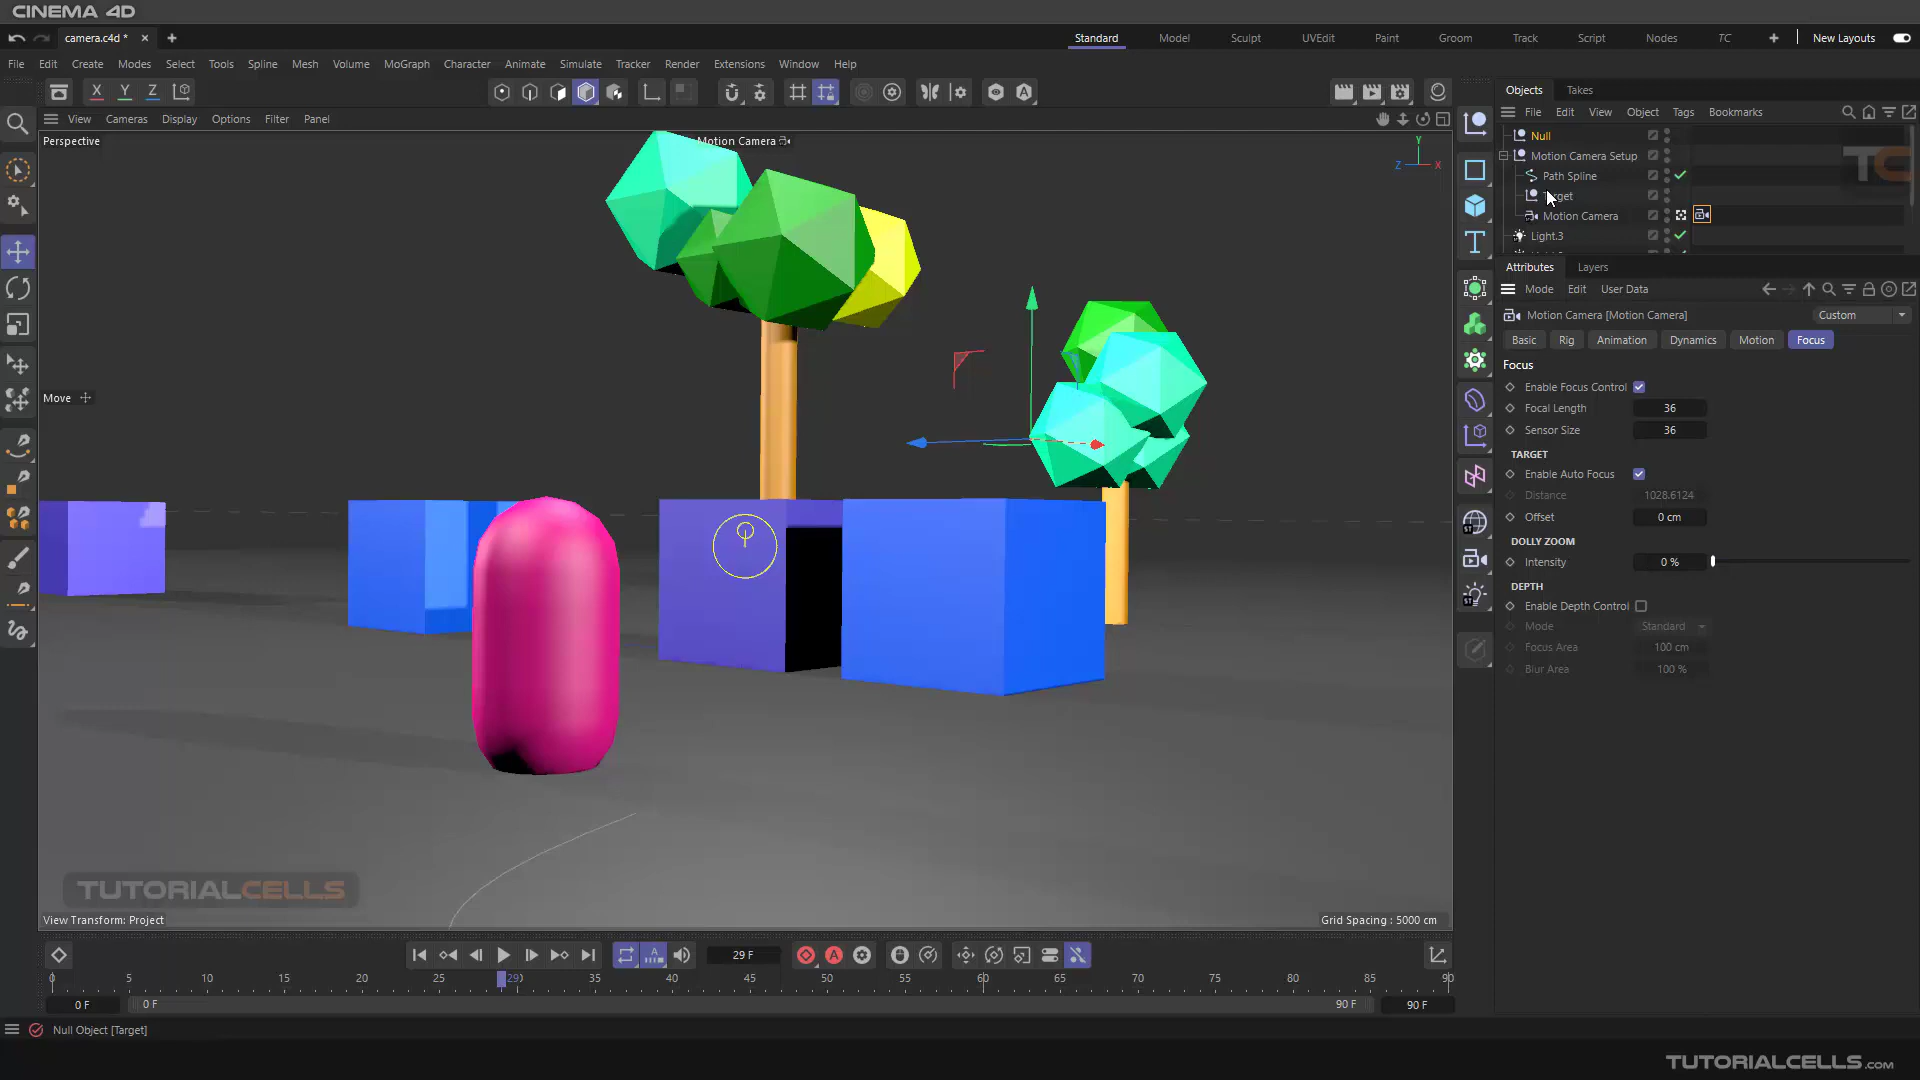 CINEMA 4D
camera.c4d *
Standard Model Sculpt UVEdit Paint Groom Track Script Nodes TC New Layouts
File Edit Create Modes Select Tools Spline Mesh Volume MoGraph Character Animate Simulate Tracker Render Extensions Window Help
X Y Z
View Cameras Display Options Filter Panel
Perspective
Motion Camera
Y
Z X
Move
TUTORIALCELLS
View Transform: Project
Grid Spacing : 5000 cm
29 F
0 5 10 15 20 25 29 30 35 40 45 50 55 60 65 70 75 80 85 90
0 F 0 F 90 F 90 F
Null Object [Target]
Objects Takes
File Edit View Object Tags Bookmarks
Null
Motion Camera Setup
Path Spline
Target
Motion Camera
Light.3
TC
Attributes Layers
Mode Edit User Data
Motion Camera [Motion Camera] Custom
Basic Rig Animation Dynamics Motion Focus
Focus
Enable Focus Control
Focal Length 36
Sensor Size 36
TARGET
Enable Auto Focus
Distance 1028.6124
Offset 0 cm
DOLLY ZOOM
Intensity 0 %
DEPTH
Enable Depth Control
Mode Standard
Focus Area 100 cm
Blur Area 100 %
TUTORIALCELLS.com